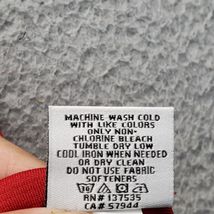 MACHINE WASH COLD
WITH LIKE COLORS
ONLY NON-
CHLORINE BLEACH
TUMBLE DRY LOW
COOL IRON WHEN NEEDED
OR DRY CLEAN
DO NOT USE FABRIC
SOFTENERS
RN# 137535
CA# 57944